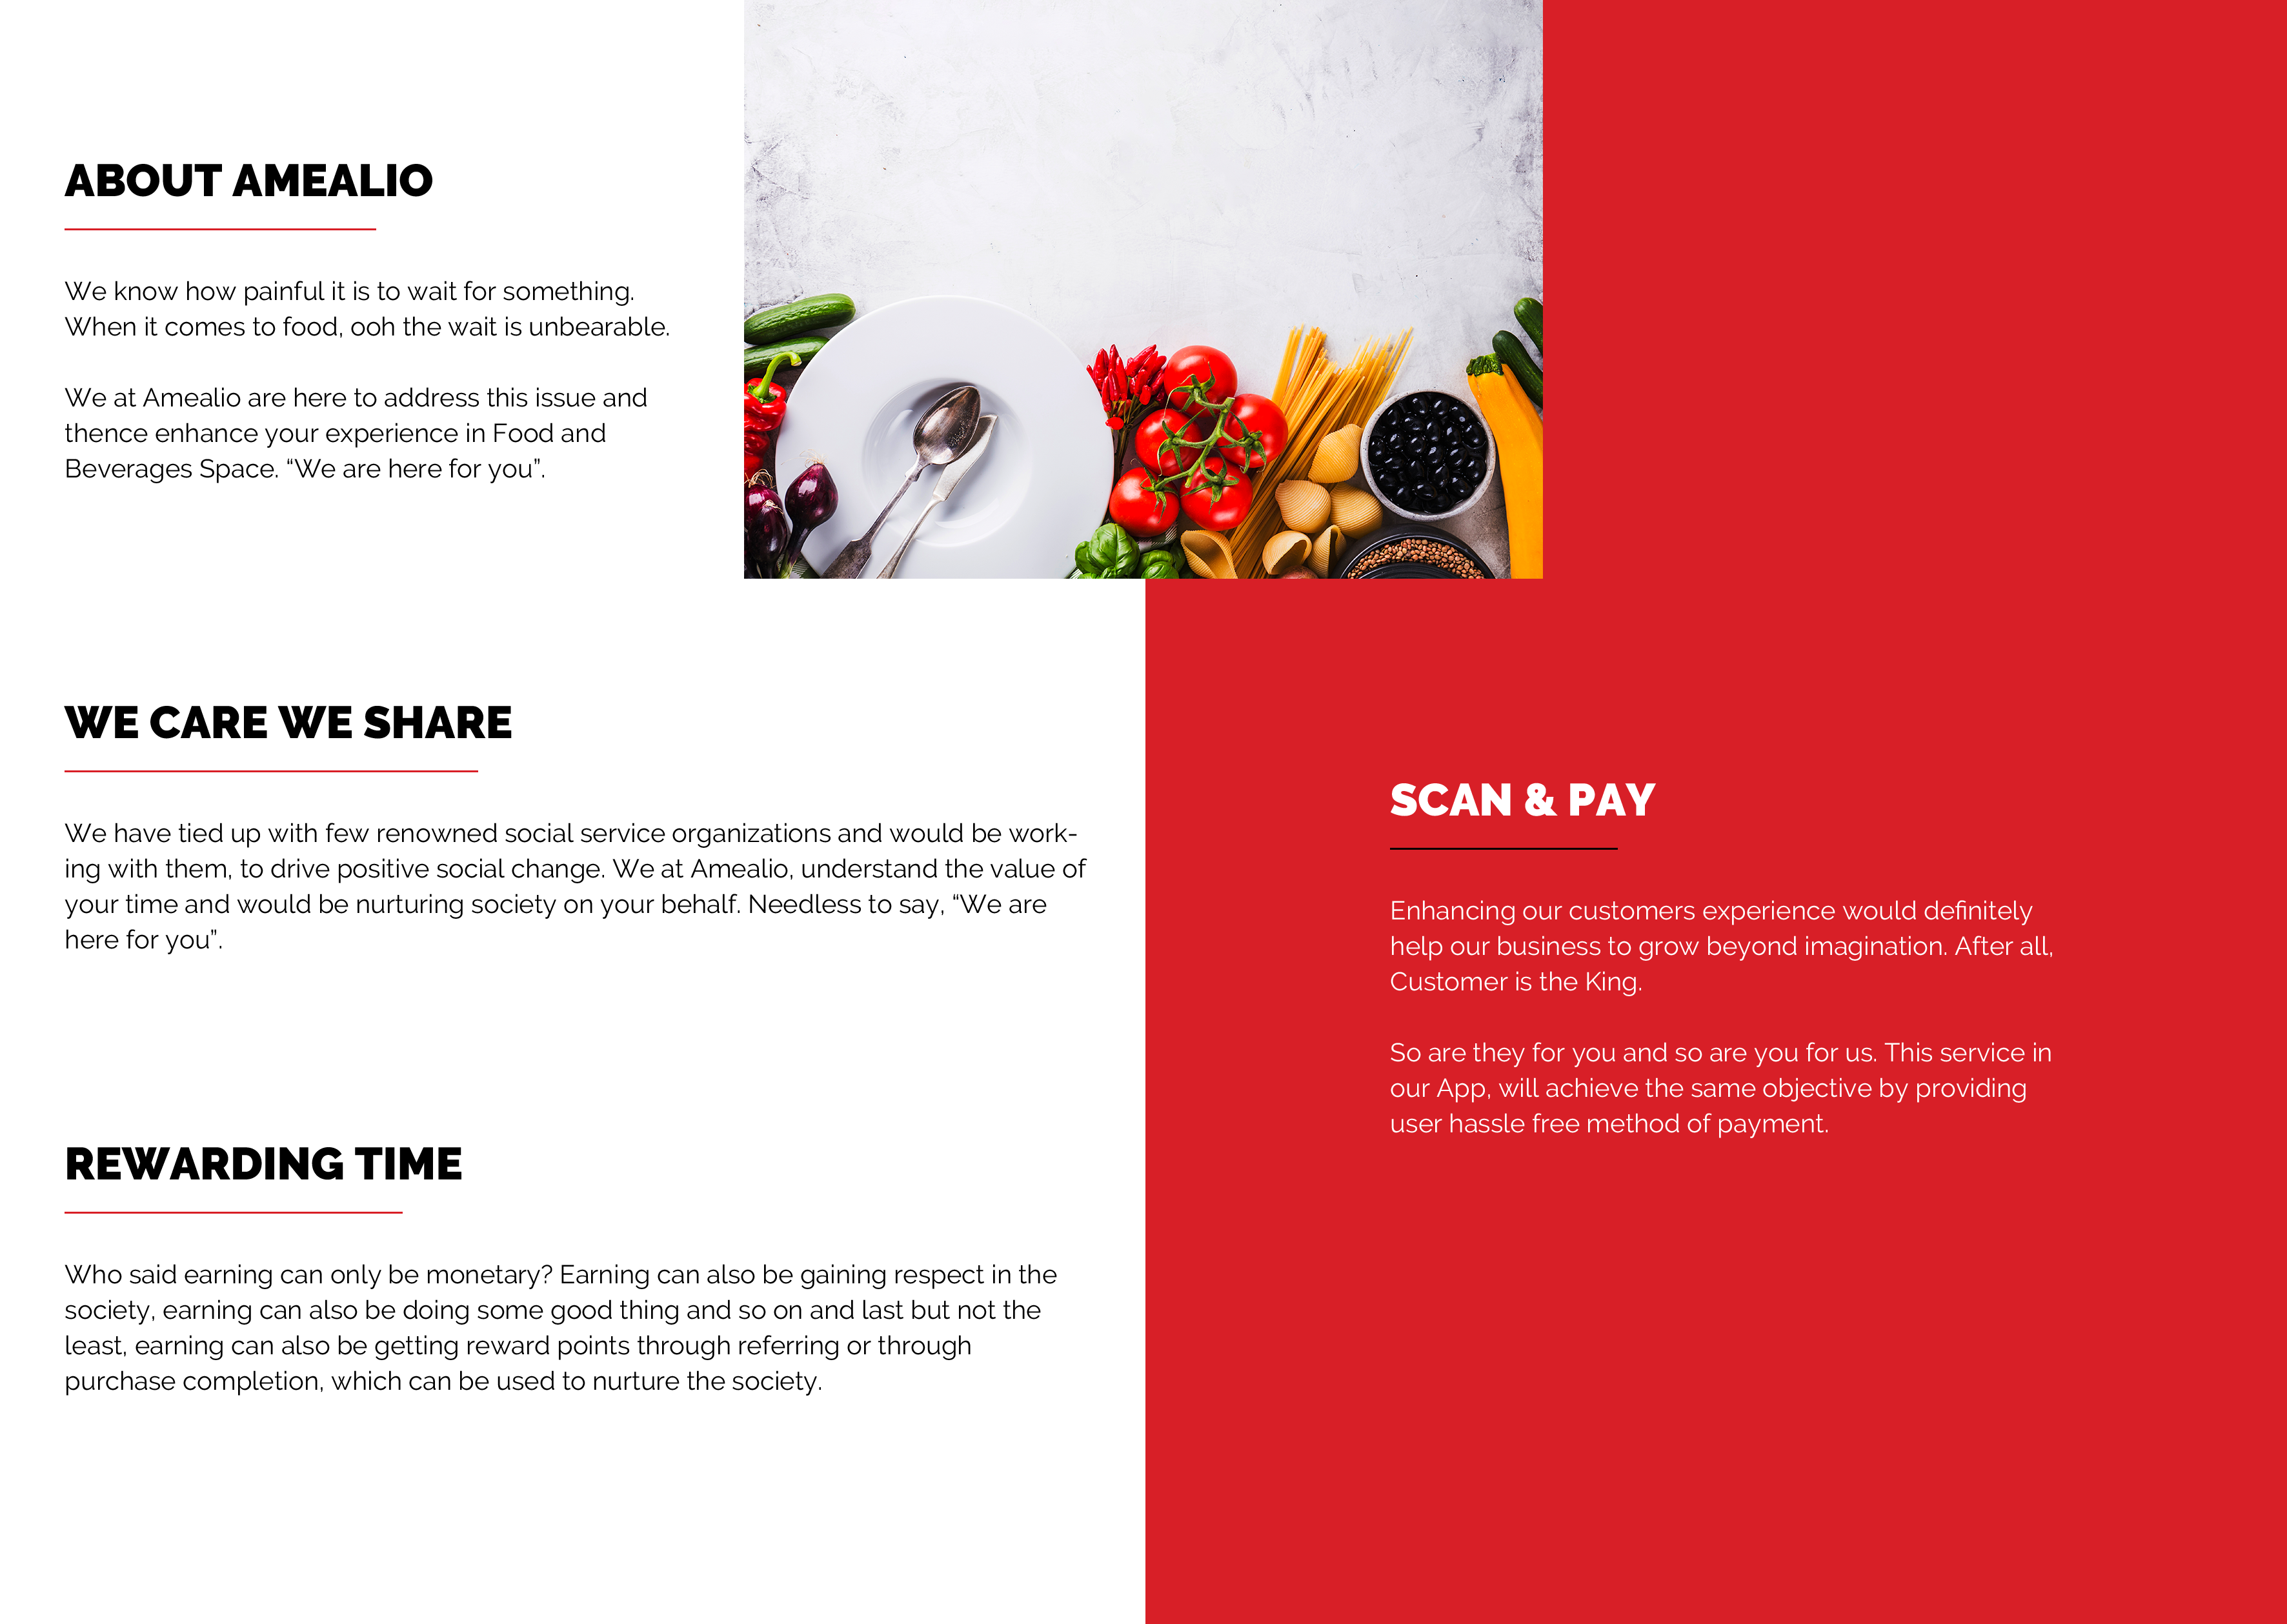 ABOUT AMEALIO
We know how painful it is to wait for something.
When it comes to food, ooh the wait is unbearable.
We at Amealio are here to address this issue and
thence enhance your experience in Food and
Beverages Space. “We are here for you”.
WE CARE WE SHARE
We have tied up with few renowned social service organizations and would be work-
ing with them, to drive positive social change. We at Amealio, understand the value of
your time and would be nurturing society on your behalf. Needless to say, “We are
here for you”.
REWARDING TIME
Who said earning can only be monetary? Earning can also be gaining respect in the
society, earning can also be doing some good thing and so on and last but not the
least, earning can also be getting reward points through referring or through
purchase completion, which can be used to nurture the society.
SCAN & PAY
Enhancing our customers experience would definitely
help our business to grow beyond imagination. After all,
Customer is the King.
So are they for you and so are you for us. This service in
our App, will achieve the same objective by providing
user hassle free method of payment.